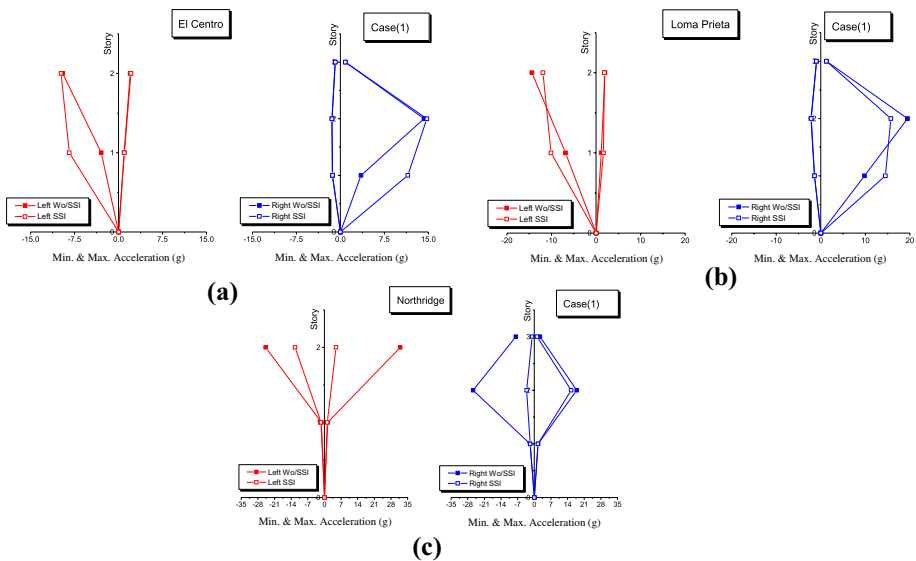 El Centro
Case(1)
Story
2
1
0
Left Wo/SSI
Left SSI
-15.0 -7.5 0.0 7.5 15.0
Min. & Max. Acceleration (g)
Story
Right Wo/SSI
Right SSI
-15.0 -7.5 0.0 7.5 15.0
Min. & Max. Acceleration (g)
(a)
Loma Prieta
Case(1)
Story
2
1
0
Left Wo/SSI
Left SSI
-20 -10 0 10 20
Min. & Max. Acceleration (g)
Story
Right Wo/SSI
Right SSI
-20 -10 0 10 20
Min. & Max. Acceleration (g)
(b)
Northridge
Case(1)
Story
2
Left Wo/SSI
Left SSI
-35 -28 -21 -14 -7 0 7 14 21 28 35
Min. & Max. Acceleration (g)
Story
3
Right Wo/SSI
Right SSI
-35 -28 -21 -14 -7 0 7 14 21 28 35
Min. & Max. Acceleration (g)
(c)